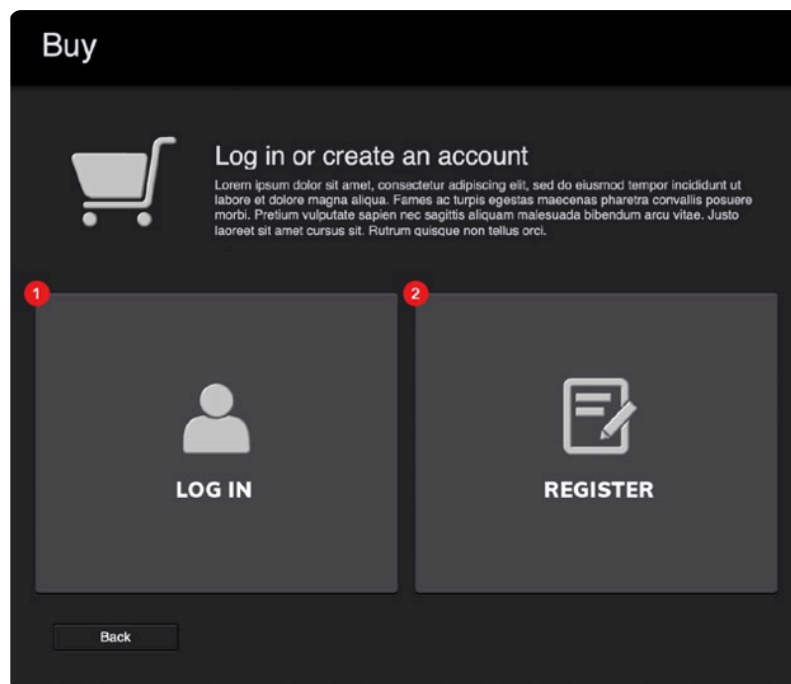 Buy
Log in or create an account
Lorem ipsum dolor sit amet, consectetur adipiscing elit, sed do eiusmod tempor incididunt ut
labore et dolore magna aliqua. Fames ac turpis egestas maecenas pharetra convallis posuere
morbi. Pretium vulputate sapien nec sagittis aliquam malesuada bibendum arcu vitae. Justo
laoreet sit amet cursus sit. Rutrum quisque non tellus orci.
1
2
LOG IN
REGISTER
Back